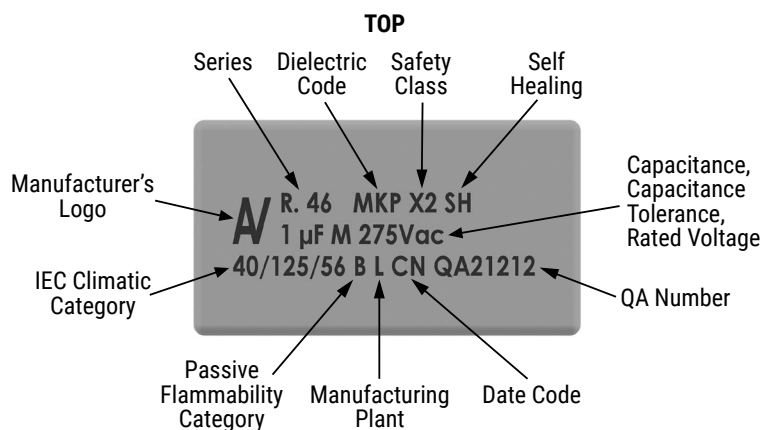 TOP
Series
Dielectric
Code
Safety
Class
Self
Healing
Manufacturer's
Logo
R. 46 MKP X2 SH
1 µF M 275Vac
40/125/56 B L CN QA21212
Capacitance,
Capacitance
Tolerance,
Rated Voltage
IEC Climatic
Category
QA Number
Passive
Flammability
Category
Manufacturing
Plant
Date Code